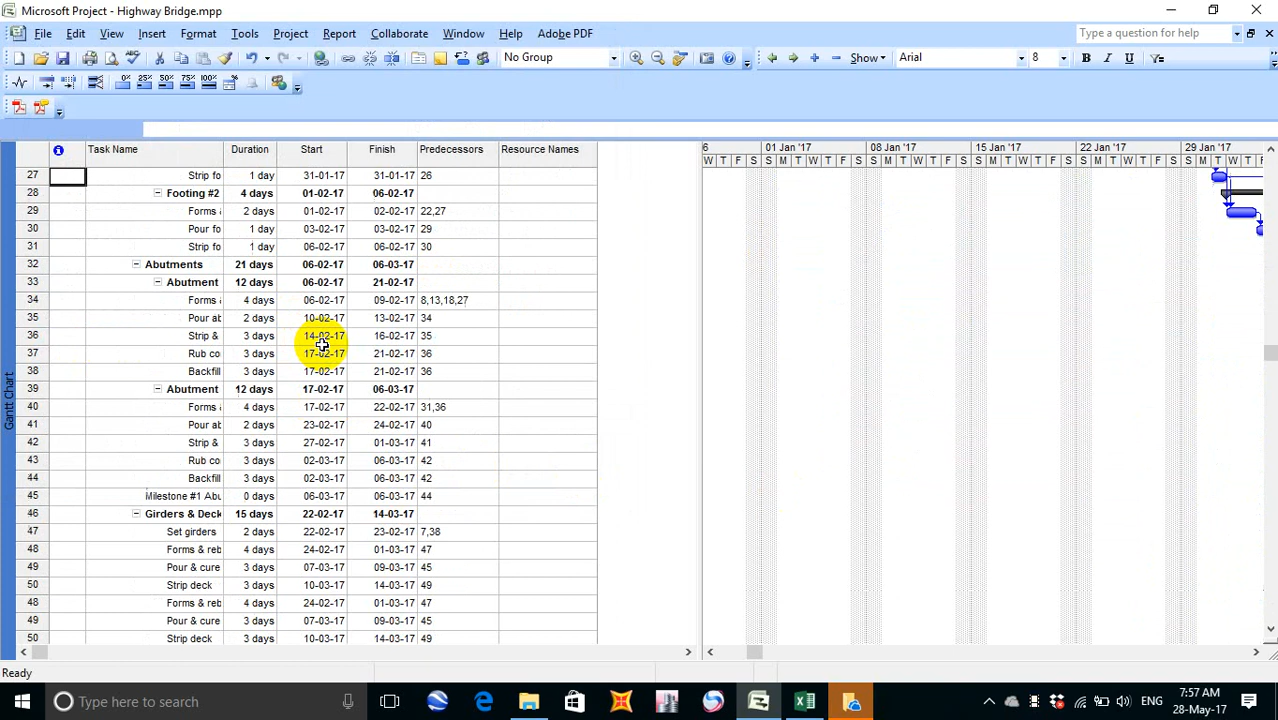 Microsoft Project - Highway Bridge.mpp
File Edit View Insert Format Tools Project Report Collaborate Window Help Adobe PDF Type a question for help
No Group Show Arial 8 B I U
0% 25% 50% 75% 100%
Task Name Duration Start Finish Predecessors Resource Names
6 01 Jan '17 08 Jan '17 15 Jan '17 22 Jan '17 29 Jan '17
W T F S S M T W T F S S M T W T F S S M T W T F S S M T W T F S S M T W T F
27 Strip fo 1 day 31-01-17 31-01-17 26
28 Footing #2 4 days 01-02-17 06-02-17
29 Forms 2 days 01-02-17 02-02-17 22,27
30 Pour fo 1 day 03-02-17 03-02-17 29
31 Strip fo 1 day 06-02-17 06-02-17 30
32 Abutments 21 days 06-02-17 06-03-17
33 Abutment 12 days 06-02-17 21-02-17
34 Forms 4 days 06-02-17 09-02-17 8,13,18,27
35 Pour ab 2 days 10-02-17 13-02-17 34
36 Strip & 3 days 14-02-17 16-02-17 35
37 Rub co 3 days 17-02-17 21-02-17 36
38 Backfill 3 days 17-02-17 21-02-17 36
39 Abutment 12 days 17-02-17 06-03-17
40 Forms 4 days 17-02-17 22-02-17 31,36
41 Pour ab 2 days 23-02-17 24-02-17 40
42 Strip & 3 days 27-02-17 01-03-17 41
43 Rub co 3 days 02-03-17 06-03-17 42
44 Backfill 3 days 02-03-17 06-03-17 42
45 Milestone #1 Abu 0 days 06-03-17 06-03-17 44
46 Girders & Deck 15 days 22-02-17 14-03-17
47 Set girders 2 days 22-02-17 23-02-17 7,38
48 Forms & reb 4 days 24-02-17 01-03-17 47
49 Pour & cure 3 days 07-03-17 09-03-17 45
50 Strip deck 3 days 10-03-17 14-03-17 49
48 Forms & reb 4 days 24-02-17 01-03-17 47
49 Pour & cure 3 days 07-03-17 09-03-17 45
50 Strip deck 3 days 10-03-17 14-03-17 49
Gantt Chart
Ready
Type here to search
ENG
7:57 AM
28-May-17